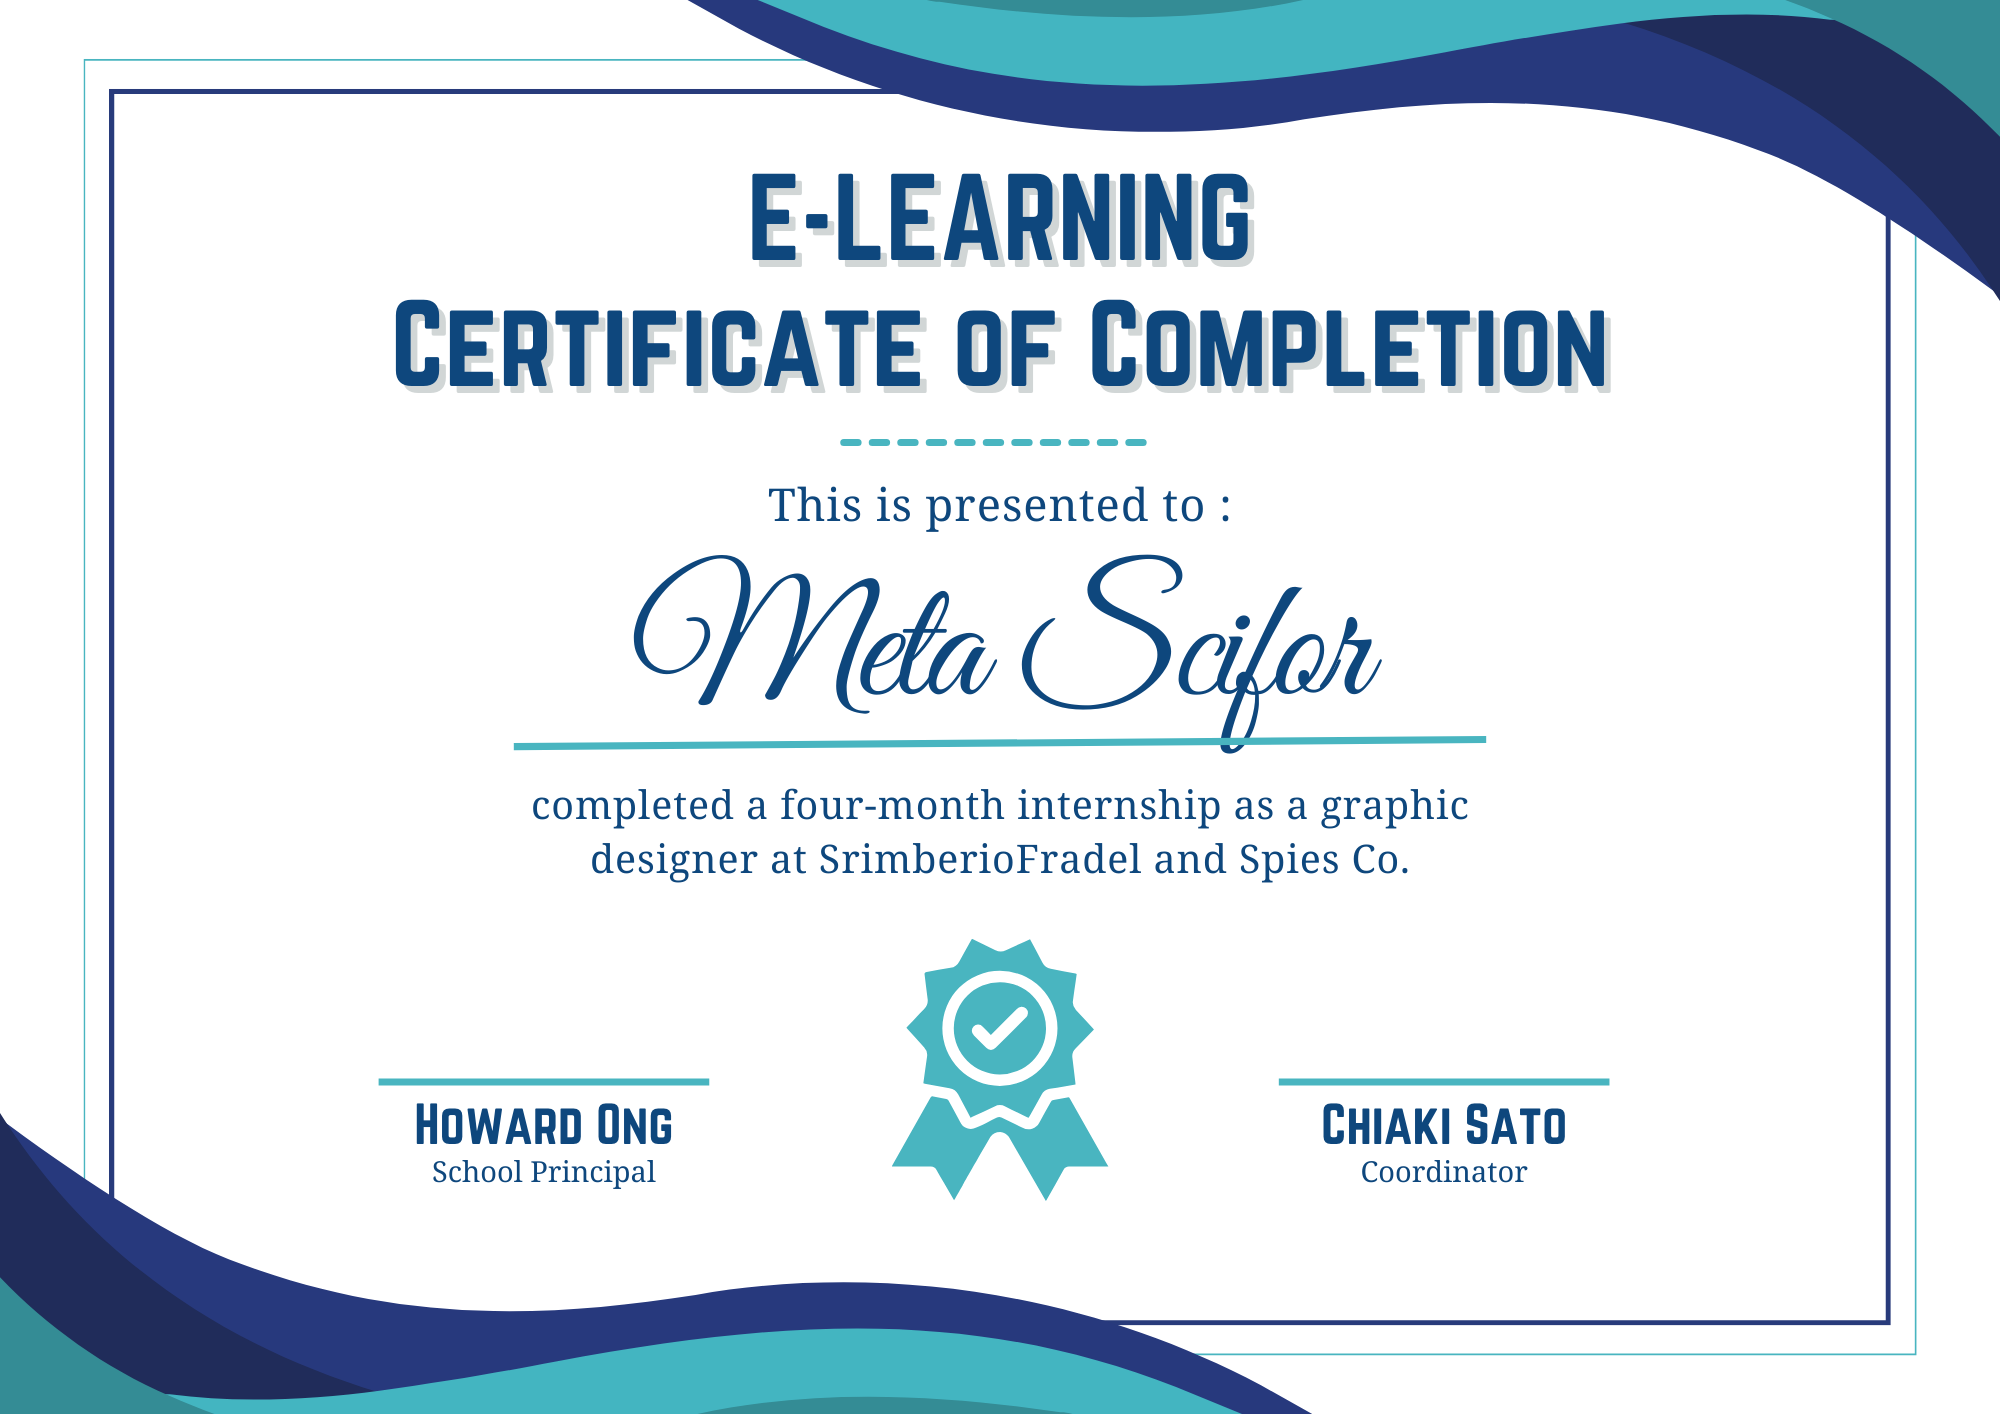 E-LEARNING
CERTIFICATE OF COMPLETION
This is presented to :
Meta Scifor
completed a four-month internship as a graphic
designer at SrimberioFradel and Spies Co.
HOWARD ONG
School Principal
CHIAKI SATO
Coordinator